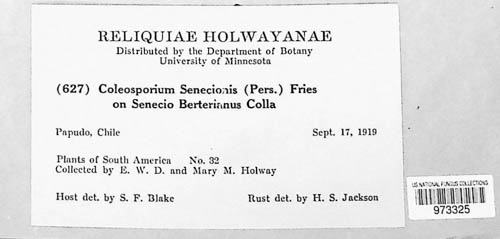 RELIQUIAE HOLWAYANAE
Distributed by the Department of Botany
University of Minnesota
(627) Coleosporium Senecionis (Pers.) Fries
on Senecio Berterianus Colla
Papudo, Chile Sept. 17, 1919
Plants of South America No. 32
Collected by E. W. D. and Mary M. Holway
Host det. by S. F. Blake Rust det. by H. S. Jackson
US NATIONAL FUNGUS COLLECTIONS
973325